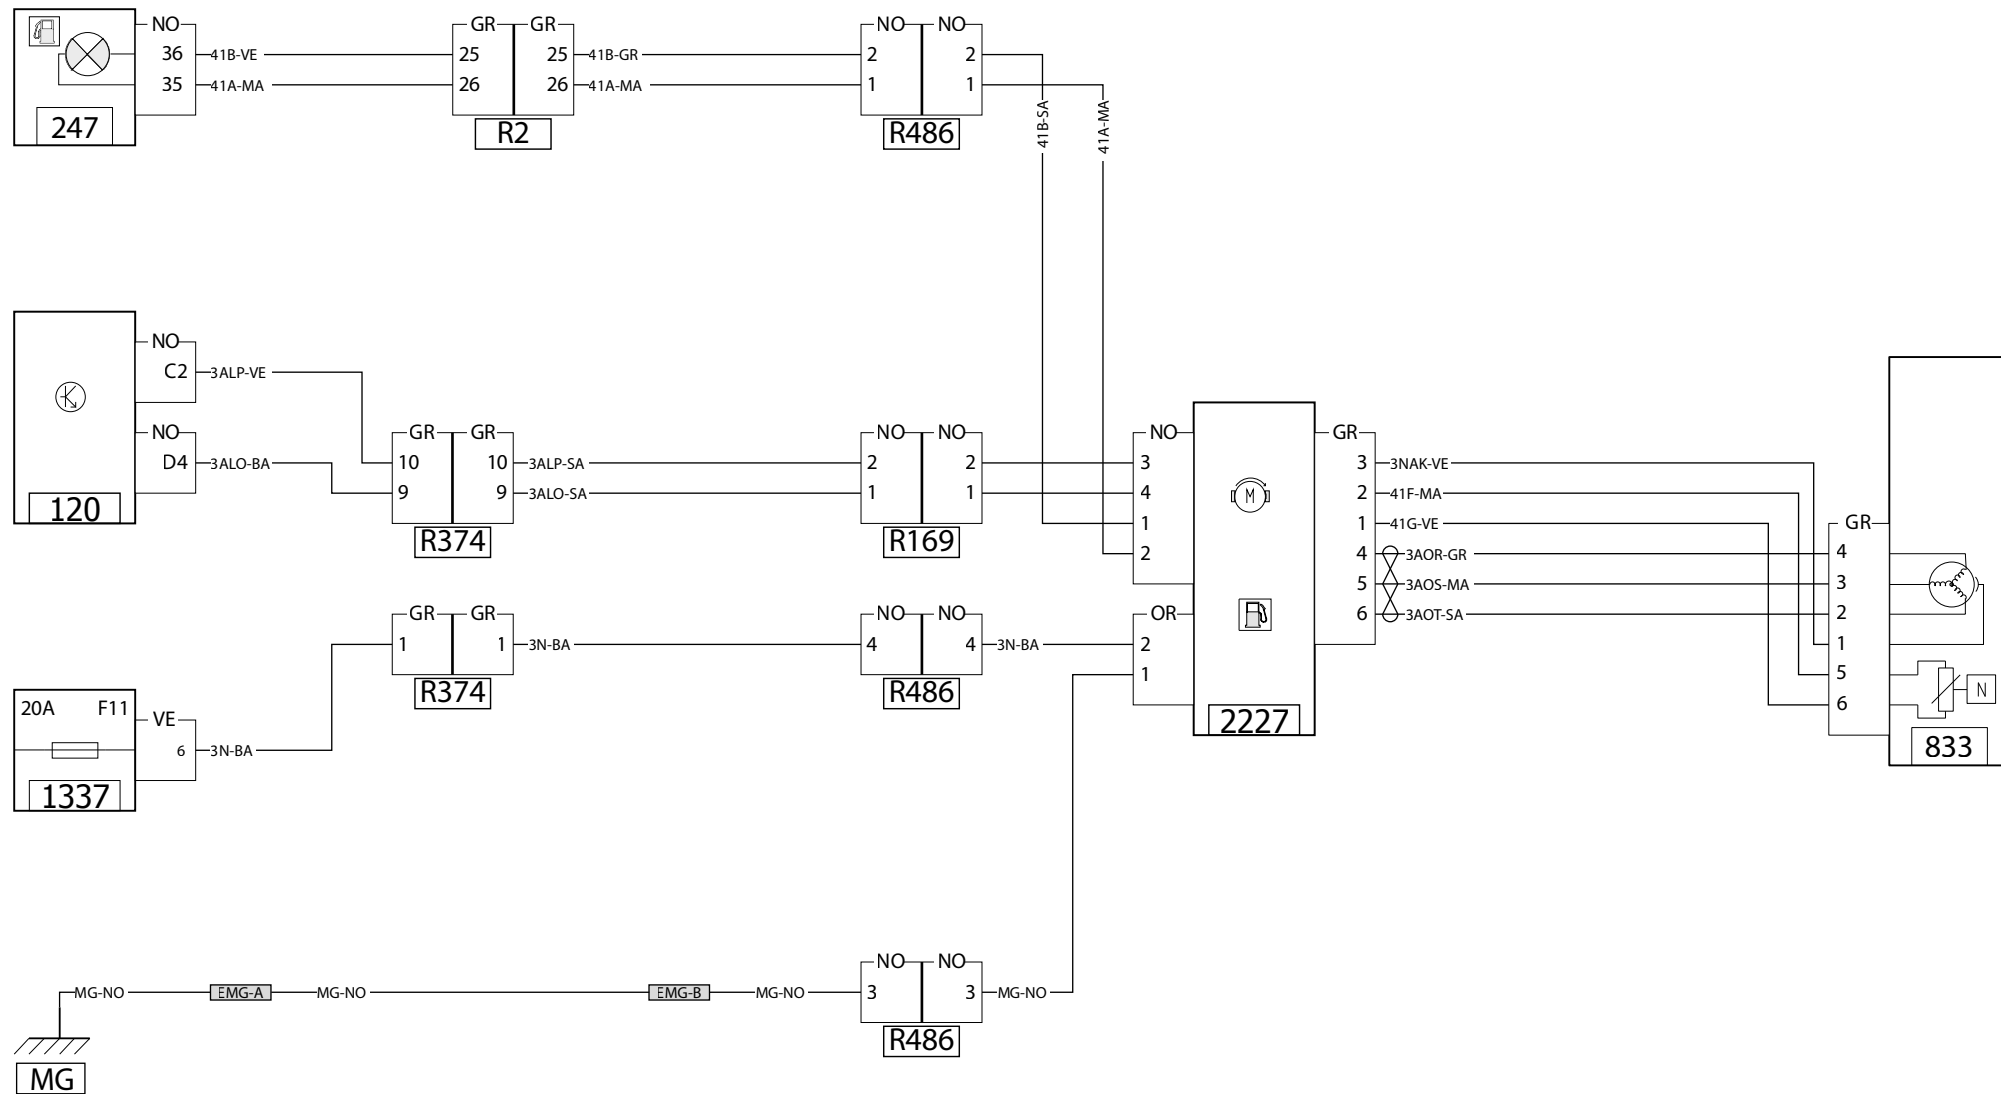 NO
36
35
41B-VE
41A-MA
247
GR GR
25 25
26 26
R2
41B-GR
41A-MA
NO NO
2 2
1 1
R486
41B-SA
41A-MA
NO
C2
3ALP-VE
NO
D4
3ALO-BA
120
GR GR
10 10
9 9
R374
3ALP-SA
3ALO-SA
NO NO
2 2
1 1
R169
NO
3
4
1
2
M
GR
3
2
1
4
5
6
3NAK-VE
41F-MA
41G-VE
3AOR-GR
3AOS-MA
3AOT-SA
GR
4
3
2
1
5
6
N
833
OR
2
1
2227
20A F11
VE
6
3N-BA
1337
GR GR
1 1
R374
3N-BA
NO NO
4 4
R486
3N-BA
MG-NO
EMG-A
MG-NO
EMG-B
MG-NO
NO NO
3 3
R486
MG-NO
MG